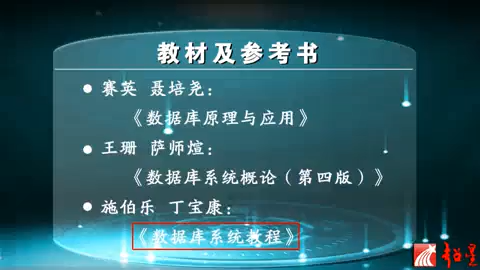 教材及参考书
● 赛英 聂培尧：
《数据库原理与应用》
● 王珊 萨师煊：
《数据库系统概论（第四版）》
● 施伯乐 丁宝康：
《数据库系统教程》